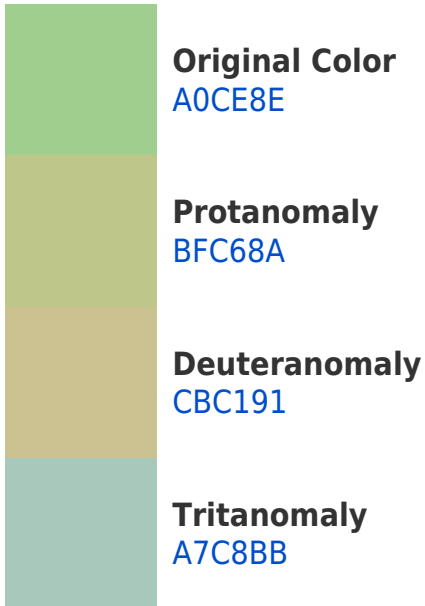 Original Color
A0CE8E
Protanomaly
BFC68A
Deuteranomaly
CBC191
Tritanomaly
A7C8BB